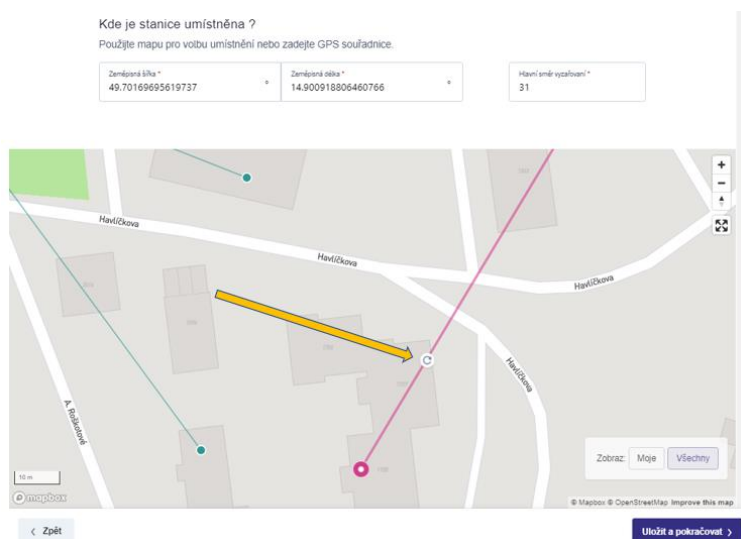 Kde je stanice umístněna ?
Použijte mapu pro volbu umístnění nebo zadejte GPS souřadnice.
Zeměpisná šířka *
49.70169695619737
°
Zeměpisná délka *
14.900918806460766
°
Hlavní směr vyzařovaní *
31
Havlíčkova
Havlíčkova
Havlíčkova
Havlíčkova
A. Roškotové
10 m
mapbox
Zobraz:
Moje
Všechny
© Mapbox © OpenStreetMap Improve this map
Zpět
Uložit a pokračovat